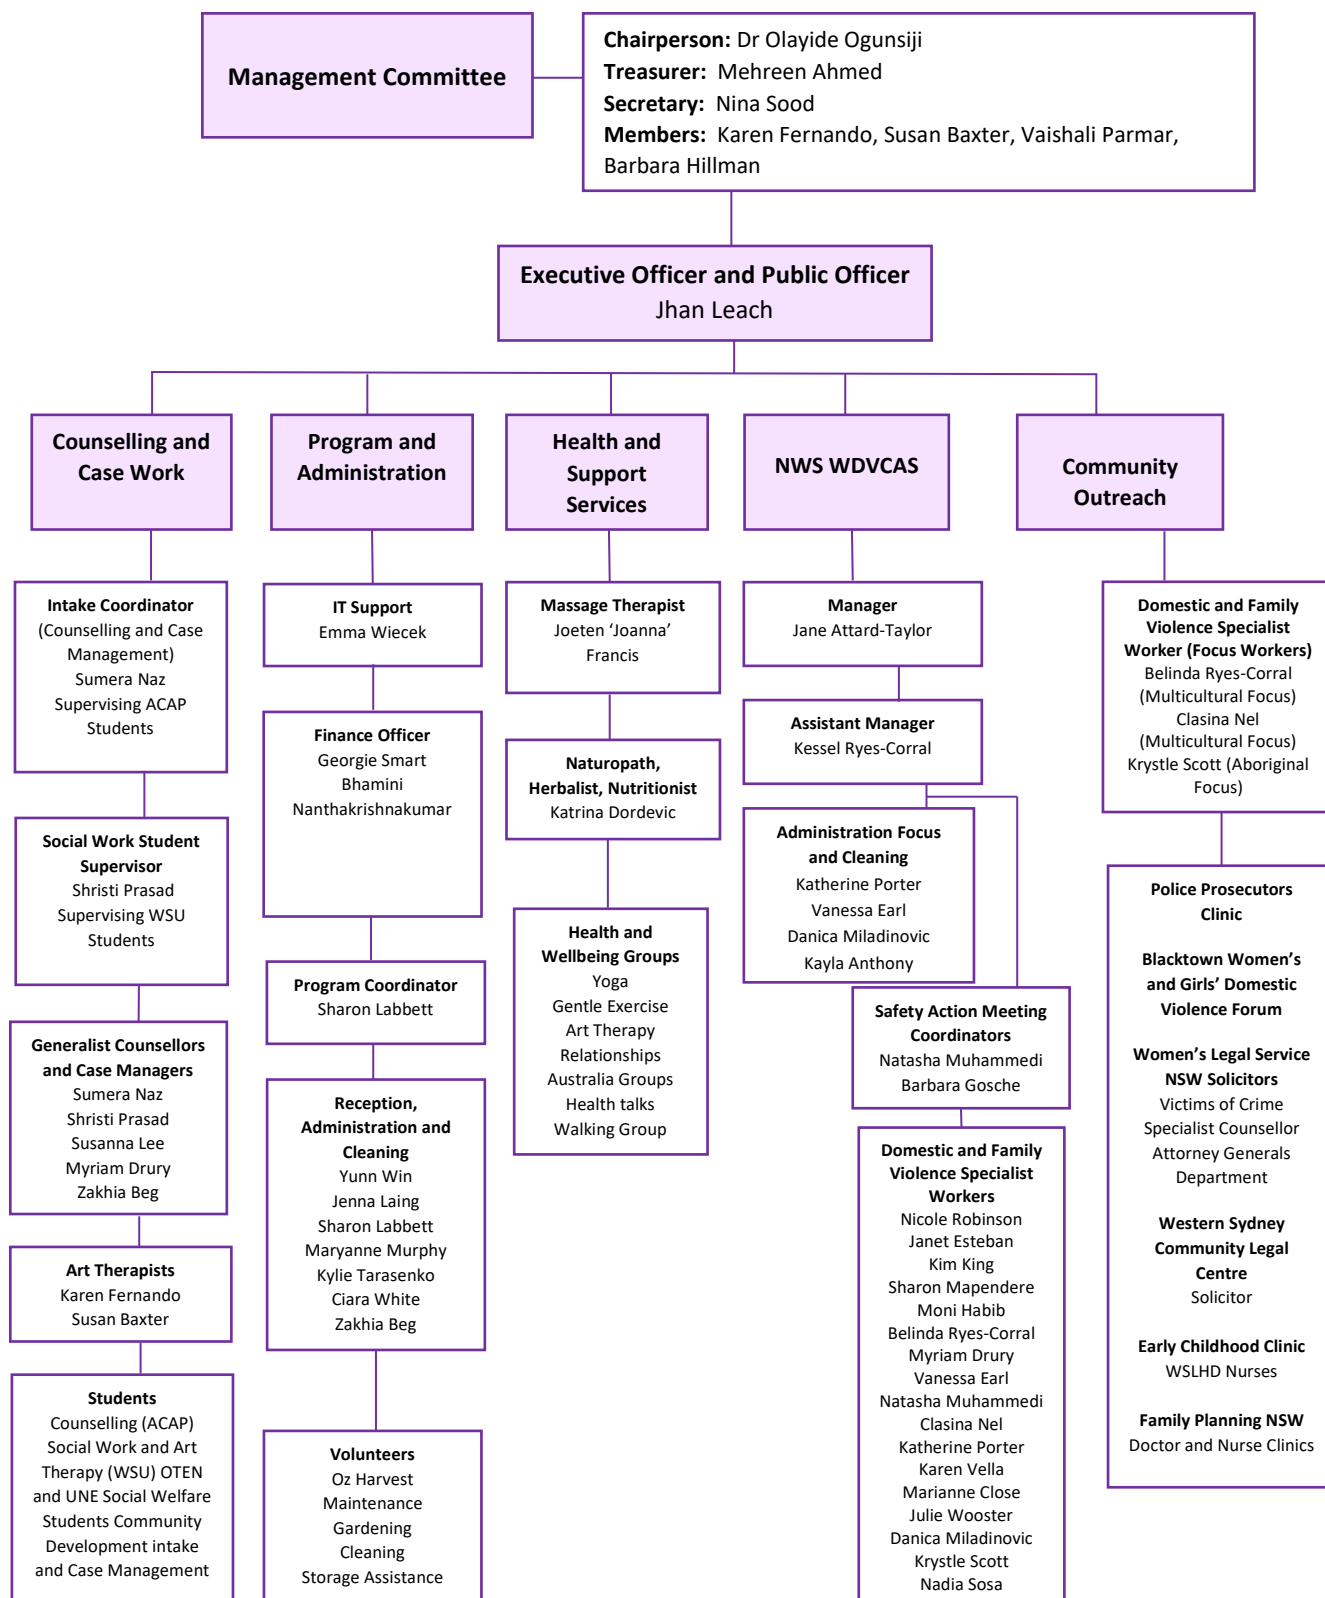 Management Committee
Chairperson: Dr Olayide Ogunsiji
Treasurer: Mehreen Ahmed
Secretary: Nina Sood
Members: Karen Fernando, Susan Baxter, Vaishali Parmar,
Barbara Hillman
Executive Officer and Public Officer
Jhan Leach
Counselling and
Case Work
Program and
Administration
Health and
Support
Services
NWS WDVCAS
Community
Outreach
Intake Coordinator
(Counselling and Case
Management)
Sumera Naz
Supervising ACAP
Students
Social Work Student
Supervisor
Shristi Prasad
Supervising WSU
Students
Generalist Counsellors
and Case Managers
Sumera Naz
Shristi Prasad
Susanna Lee
Myriam Drury
Zakhia Beg
Art Therapists
Karen Fernando
Susan Baxter
Students
Counselling (ACAP)
Social Work and Art
Therapy (WSU) OTEN
and UNE Social Welfare
Students Community
Development intake
and Case Management
IT Support
Emma Wiecek
Finance Officer
Georgie Smart
Bhamini
Nanthakrishnakumar
Program Coordinator
Sharon Labbett
Reception,
Administration and
Cleaning
Yunn Win
Jenna Laing
Sharon Labbett
Maryanne Murphy
Kylie Tarasenko
Ciara White
Zakhia Beg
Volunteers
Oz Harvest
Maintenance
Gardening
Cleaning
Storage Assistance
Massage Therapist
Joeten ‘Joanna’
Francis
Naturopath,
Herbalist, Nutritionist
Katrina Dordevic
Health and
Wellbeing Groups
Yoga
Gentle Exercise
Art Therapy
Relationships
Australia Groups
Health talks
Walking Group
Manager
Jane Attard-Taylor
Assistant Manager
Kessel Ryes-Corral
Administration Focus
and Cleaning
Katherine Porter
Vanessa Earl
Danica Miladinovic
Kayla Anthony
Safety Action Meeting
Coordinators
Natasha Muhammedi
Barbara Gosche
Domestic and Family
Violence Specialist
Workers
Nicole Robinson
Janet Esteban
Kim King
Sharon Mapendere
Moni Habib
Belinda Ryes-Corral
Myriam Drury
Vanessa Earl
Natasha Muhammedi
Clasina Nel
Katherine Porter
Karen Vella
Marianne Close
Julie Wooster
Danica Miladinovic
Krystle Scott
Nadia Sosa
Domestic and Family
Violence Specialist
Worker (Focus Workers)
Belinda Ryes-Corral
(Multicultural Focus)
Clasina Nel
(Multicultural Focus)
Krystle Scott (Aboriginal
Focus)
Police Prosecutors
Clinic
Blacktown Women’s
and Girls’ Domestic
Violence Forum
Women’s Legal Service
NSW Solicitors
Victims of Crime
Specialist Counsellor
Attorney Generals
Department
Western Sydney
Community Legal
Centre
Solicitor
Early Childhood Clinic
WSLHD Nurses
Family Planning NSW
Doctor and Nurse Clinics